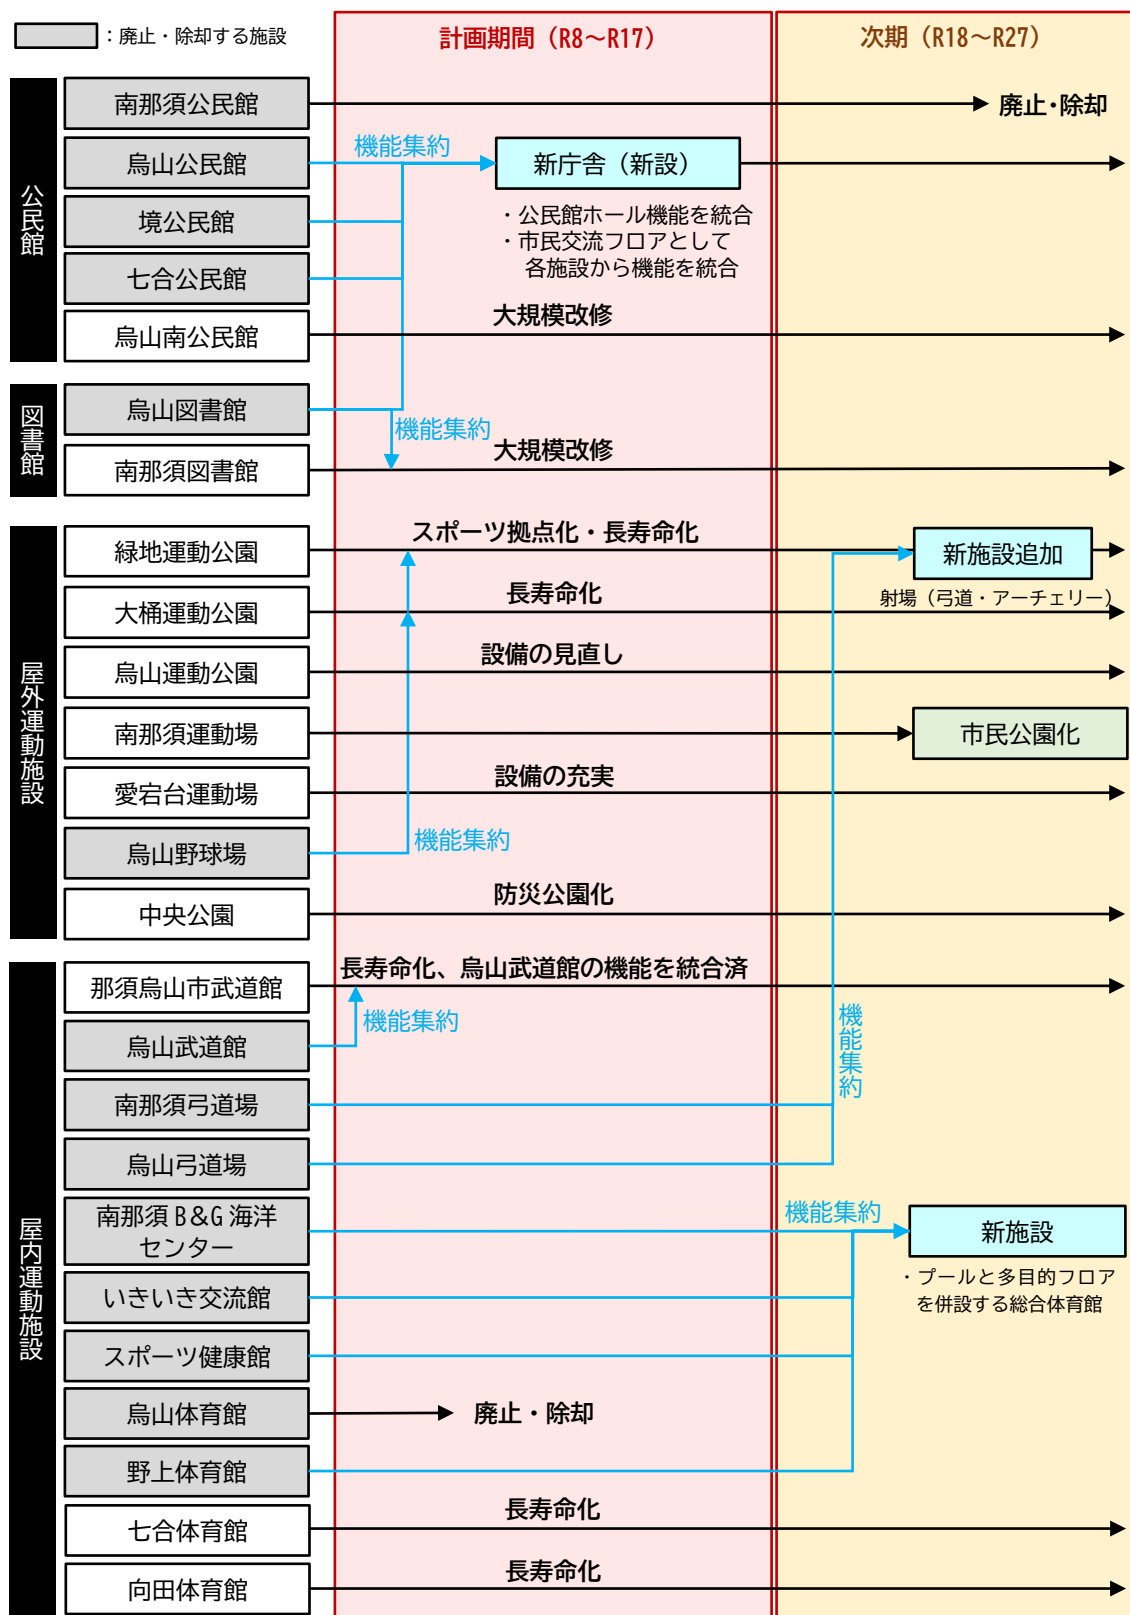 ：廃止・除却する施設
計画期間（R8～R17）
次期（R18～R27）
公民館
南那須公民館
廃止・除却
烏山公民館
機能集約
新庁舎（新設）
境公民館
・公民館ホール機能を統合
・市民交流フロアとして
各施設から機能を統合
七合公民館
烏山南公民館
大規模改修
図書館
烏山図書館
機能集約
南那須図書館
大規模改修
屋外運動施設
緑地運動公園
スポーツ拠点化・長寿命化
新施設追加
射場（弓道・アーチェリー）
大桶運動公園
長寿命化
烏山運動公園
設備の見直し
南那須運動場
市民公園化
愛宕台運動場
設備の充実
烏山野球場
機能集約
中央公園
防災公園化
屋内運動施設
那須烏山市武道館
長寿命化、烏山武道館の機能を統合済
烏山武道館
機能集約
機能集約
南那須弓道場
烏山弓道場
南那須B&G海洋
センター
機能集約
新施設
・プールと多目的フロア
を併設する総合体育館
いきいき交流館
スポーツ健康館
烏山体育館
廃止・除却
野上体育館
七合体育館
長寿命化
向田体育館
長寿命化